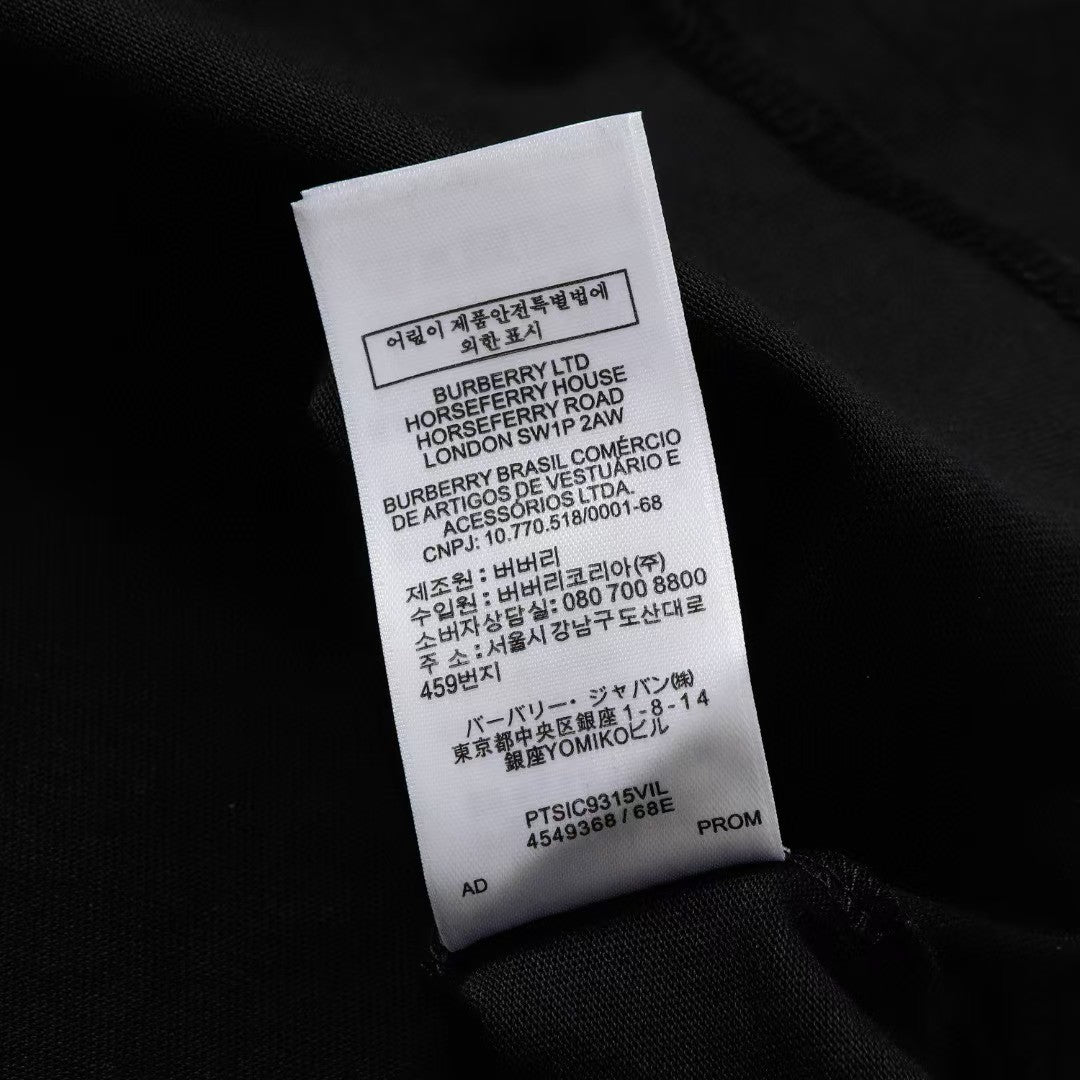 어린이 제품안전특별법에
의한 표시
BURBERRY LTD
HORSEFERRY HOUSE
HORSEFERRY ROAD
LONDON SW1P 2AW
BURBERRY BRASIL COMÉRCIO
DE ARTIGOS DE VESTUÁRIO E
ACESSÓRIOS LTDA.
CNPJ: 10.770.518/0001-68
제조원 : 버버리
수입원 : 버버리코리아(주)
소버자상담실: 080 700 8800
주 소 : 서울시 강남구 도산대로
459번지
バーバリー・ジャパン㈱
東京都中央区銀座1-8-14
銀座YOMIKOビル
PTSIC9315VIL
4549368 / 68E
PROM
AD